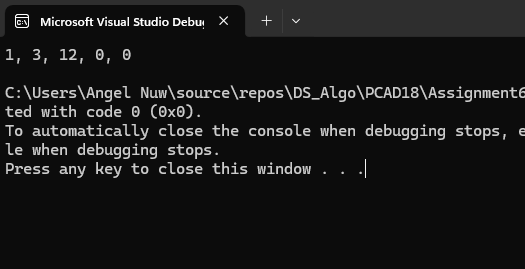 Microsoft Visual Studio Debu
1, 3, 12, 0, 0
C:\Users\Angel Nuw\source\repos\DS_Algo\PCAD18\Assignment6
ted with code 0 (0x0).
To automatically close the console when debugging stops, e
le when debugging stops.
Press any key to close this window . . .